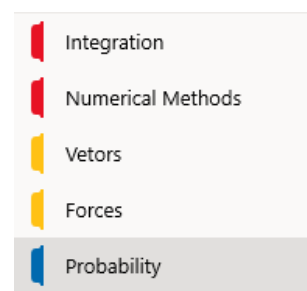 Integration
Numerical Methods
Vetors
Forces
Probability